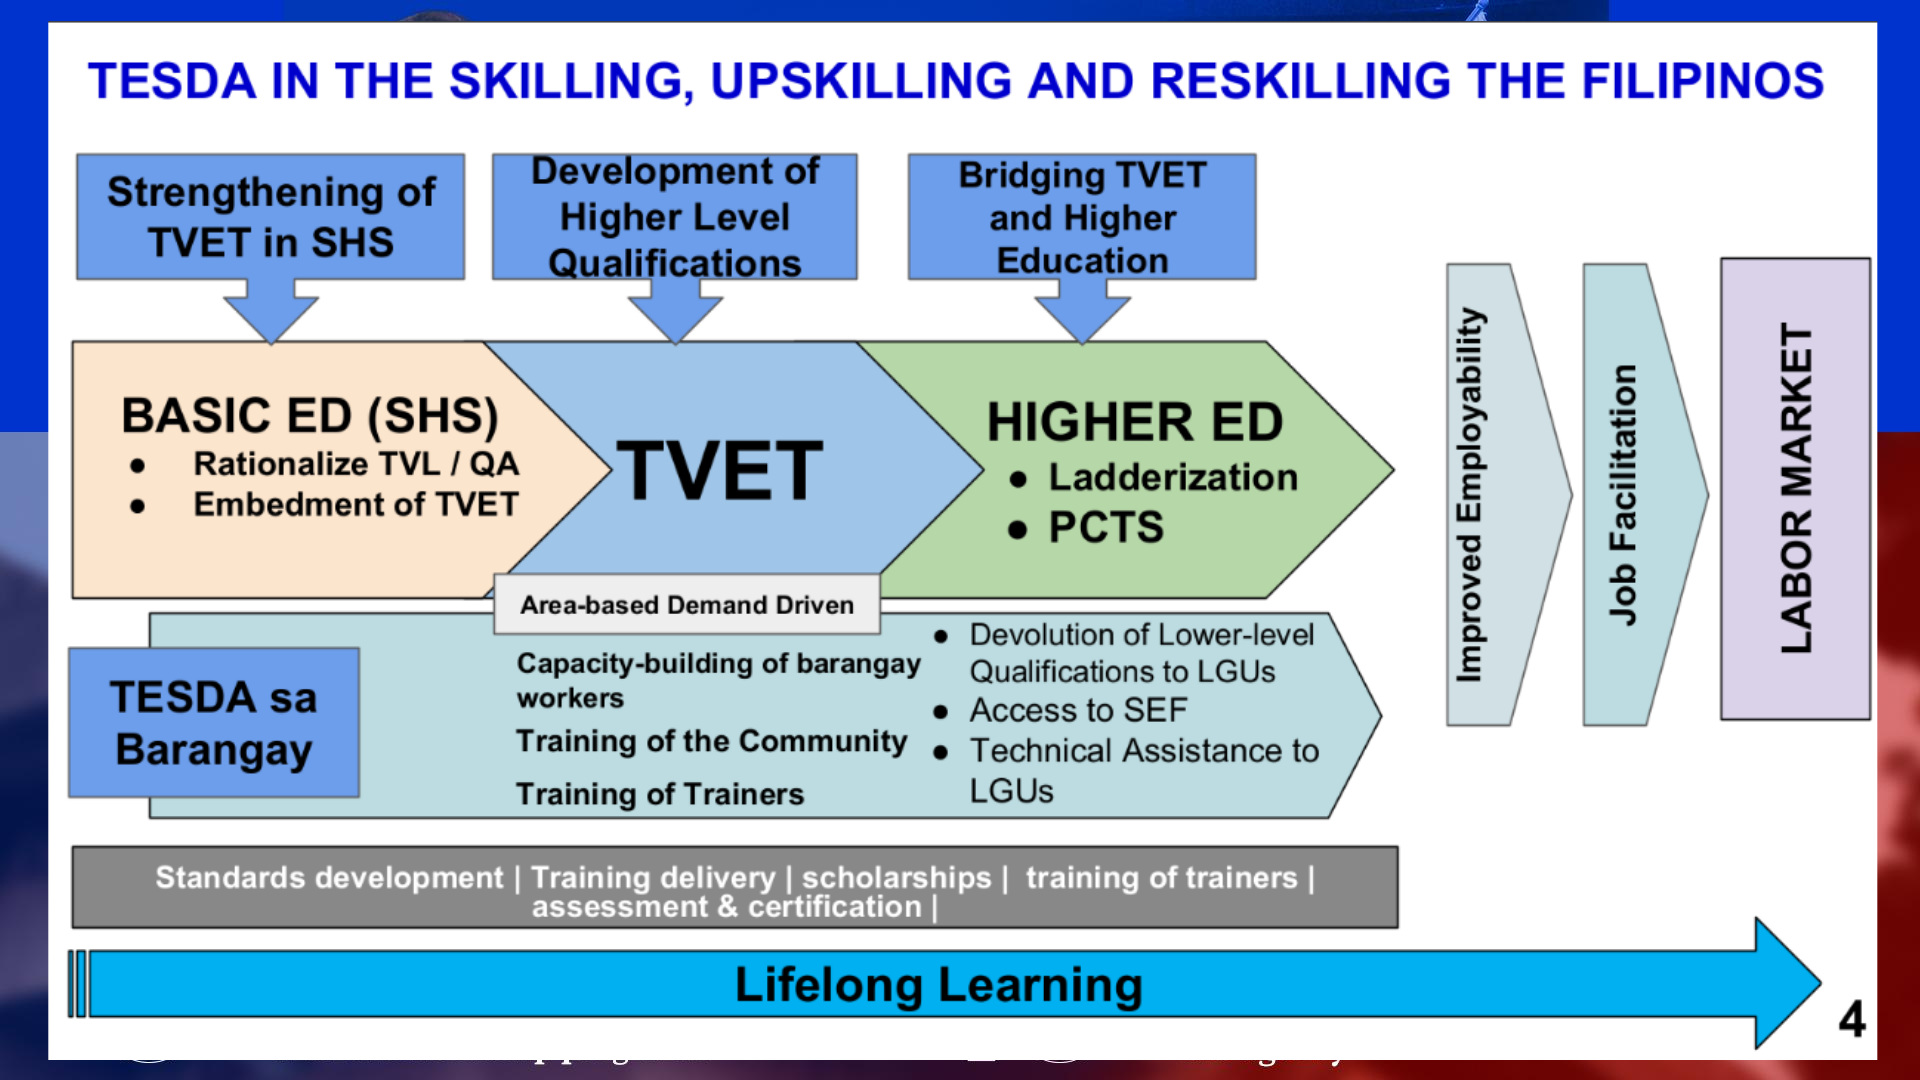 TESDA IN THE SKILLING, UPSKILLING AND RESKILLING THE FILIPINOS
Strengthening of
TVET in SHS
Development of
Higher Level
Qualifications
Bridging TVET
and Higher
Education
BASIC ED (SHS)
● Rationalize TVL / QA
● Embedment of TVET
TVET
HIGHER ED
● Ladderization
● PCTS
Improved Employability
Job Facilitation
LABOR MARKET
Area-based Demand Driven
TESDA sa
Barangay
Capacity-building of barangay
workers
Training of the Community
Training of Trainers
● Devolution of Lower-level
Qualifications to LGUs
● Access to SEF
● Technical Assistance to
LGUs
Standards development | Training delivery | scholarships | training of trainers |
assessment & certification |
Lifelong Learning
4